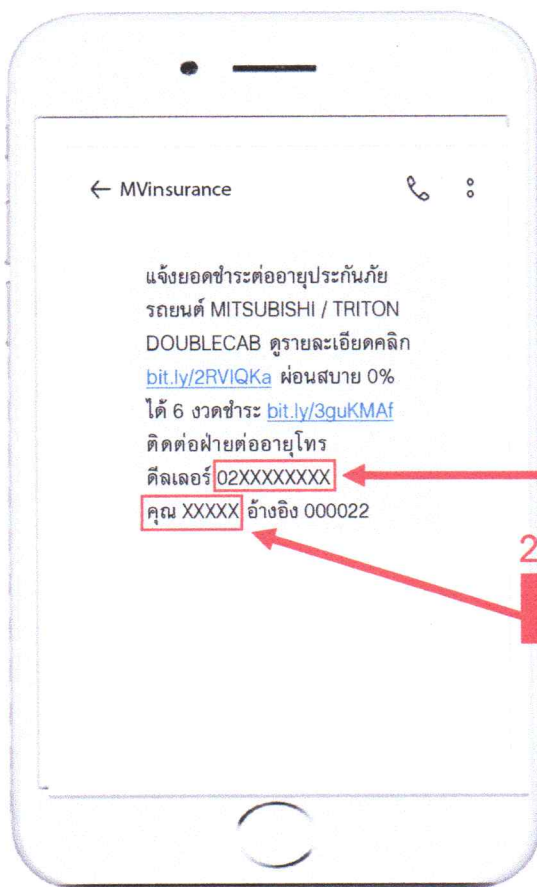 ← MVinsurance
แจ้งยอดชำระต่ออายุประกันภัย
รถยนต์ MITSUBISHI / TRITON
DOUBLECAB ดูรายละเอียดคลิก
bit.ly/2RVIQKa ผ่อนสบาย 0%
ได้ 6 งวดชำระ bit.ly/3guKMAf
ติดต่อฝ่ายต่ออายุโทร
ดีลเลอร์ 02XXXXXXXX
คุณ XXXXX อ้างอิง 000022
2